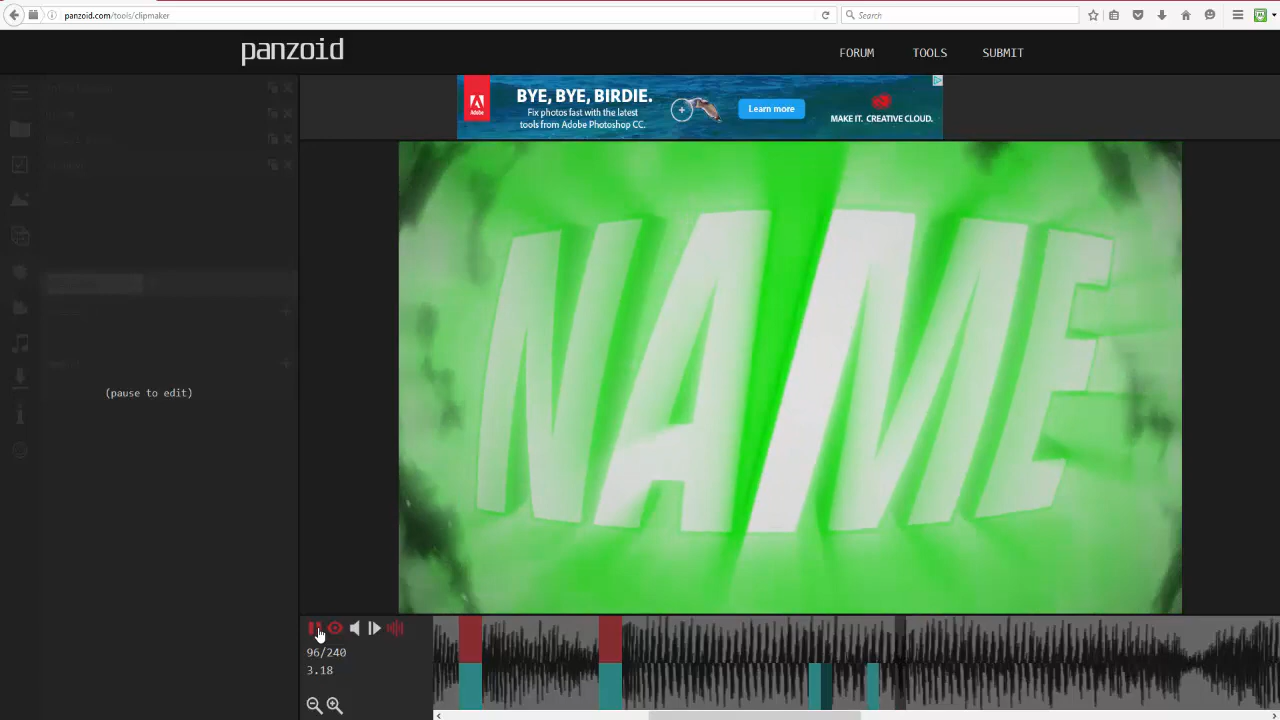 panzoid.com/tools/clipmaker
Search
panzoid
FORUM
TOOLS
SUBMIT
BYE, BYE, BIRDIE.
Fix photos fast with the latest
tools from Adobe Photoshop CC.
Learn more
MAKE IT. CREATIVE CLOUD.
Adobe
NAME
(pause to edit)
96/240
3.18